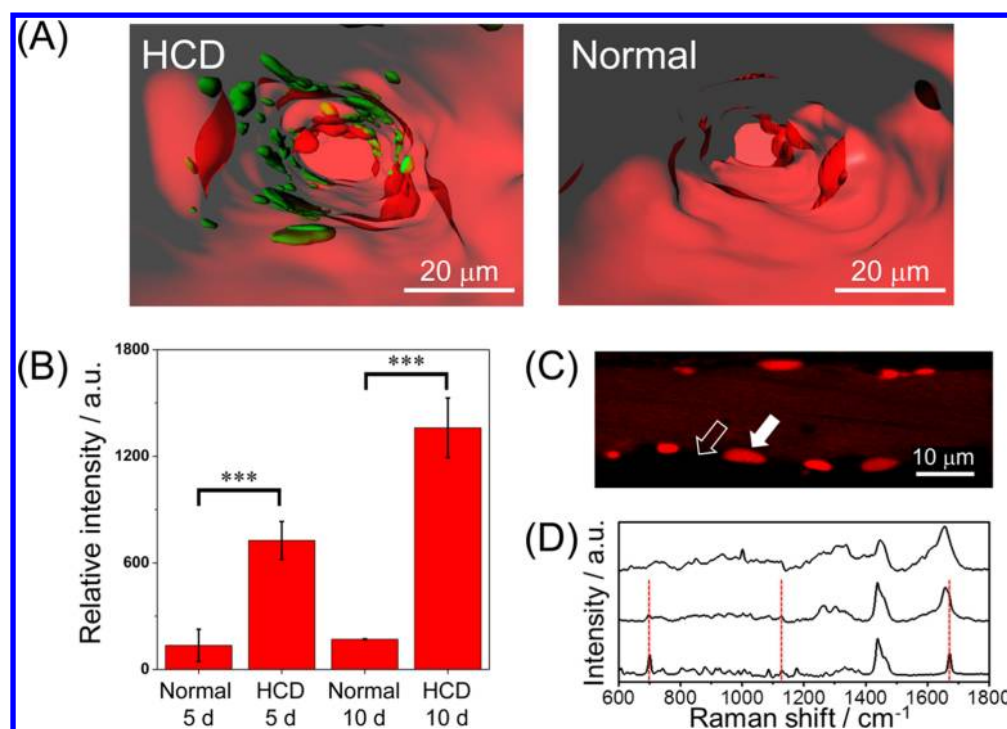 (A)
HCD
20 μm
Normal
20 μm
(B)
Relative intensity / a.u.
1800
1200
600
0
***
***
Normal 5 d
HCD 5 d
Normal 10 d
HCD 10 d
(C)
10 μm
(D)
Intensity / a.u.
600 800 1000 1200 1400 1600 1800
Raman shift / cm⁻¹